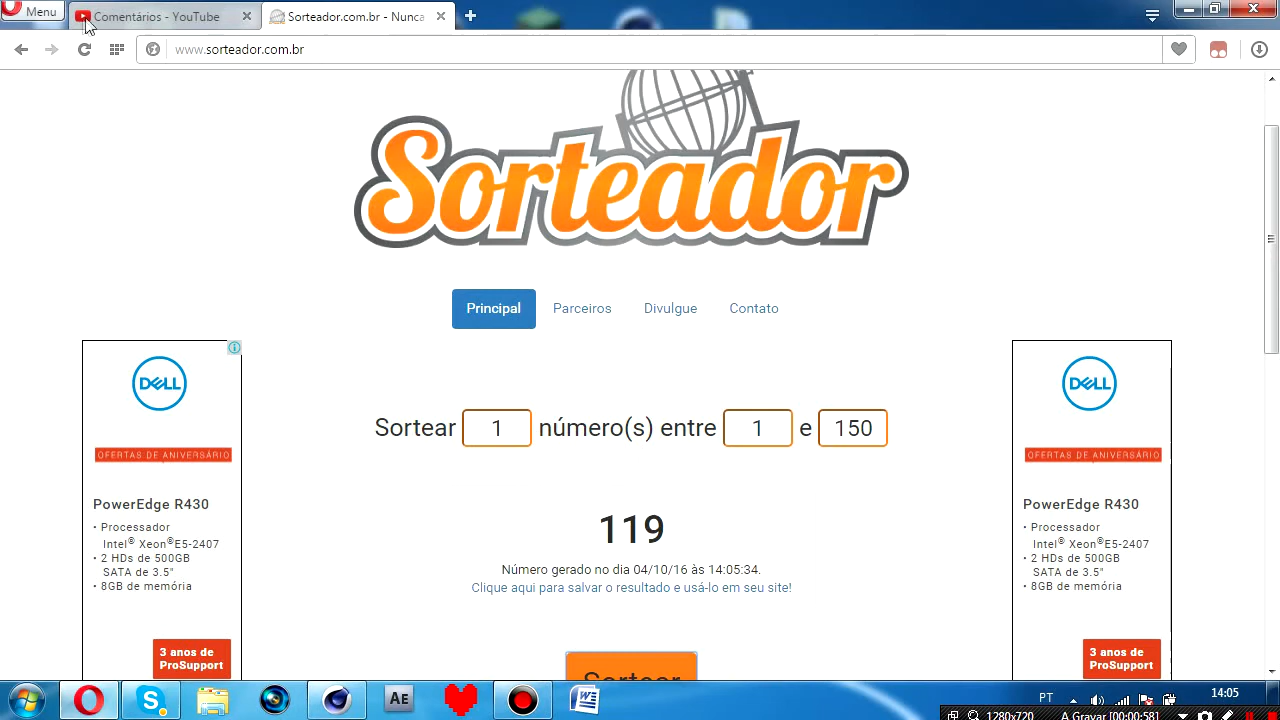 Menu
Comentários - YouTube
Sorteador.com.br - Nunca
www.sorteador.com.br
Sorteador
Principal
Parceiros
Divulgue
Contato
DELL
OFERTAS DE ANIVERSÁRIO
PowerEdge R430
• Processador
Intel® Xeon®E5-2407
• 2 HDs de 500GB
SATA de 3.5"
• 8GB de memória
3 anos de
ProSupport
Sortear 1 número(s) entre 1 e 150
119
Número gerado no dia 04/10/16 às 14:05:34.
Clique aqui para salvar o resultado e usá-lo em seu site!
Sortear
DELL
OFERTAS DE ANIVERSÁRIO
PowerEdge R430
• Processador
Intel® Xeon®E5-2407
• 2 HDs de 500GB
SATA de 3.5"
• 8GB de memória
3 anos de
ProSupport
Ae
PT
14:05
1280x720
A Gravar [00:00:58]